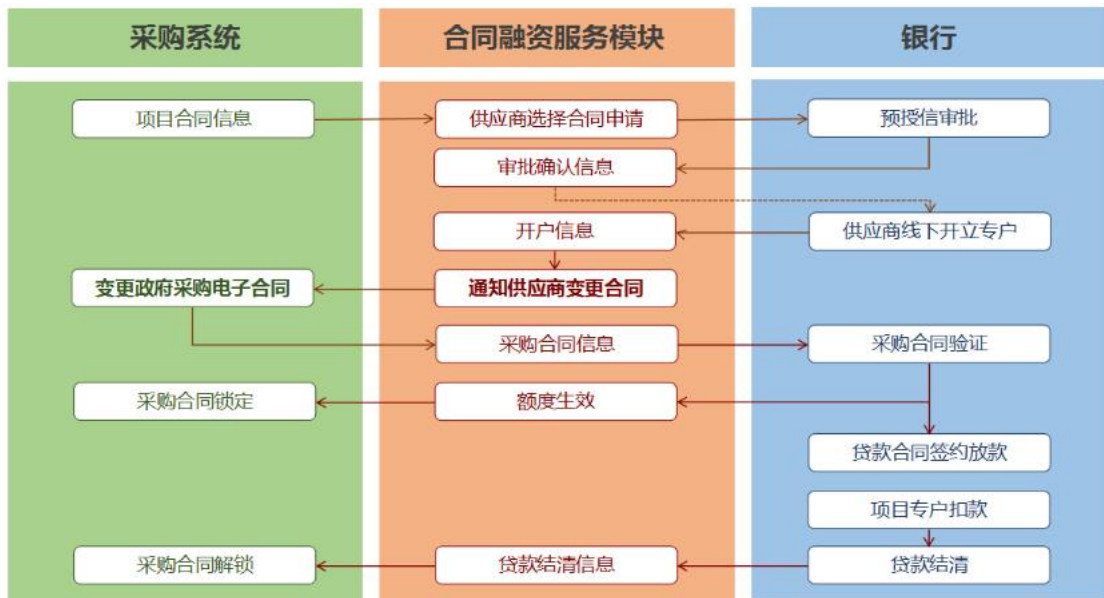 采购系统
合同融资服务模块
银行
项目合同信息
供应商选择合同申请
预授信审批
审批确认信息
开户信息
供应商线下开立专户
变更政府采购电子合同
通知供应商变更合同
采购合同信息
采购合同验证
采购合同锁定
额度生效
贷款合同签约放款
项目专户扣款
采购合同解锁
贷款结清信息
贷款结清